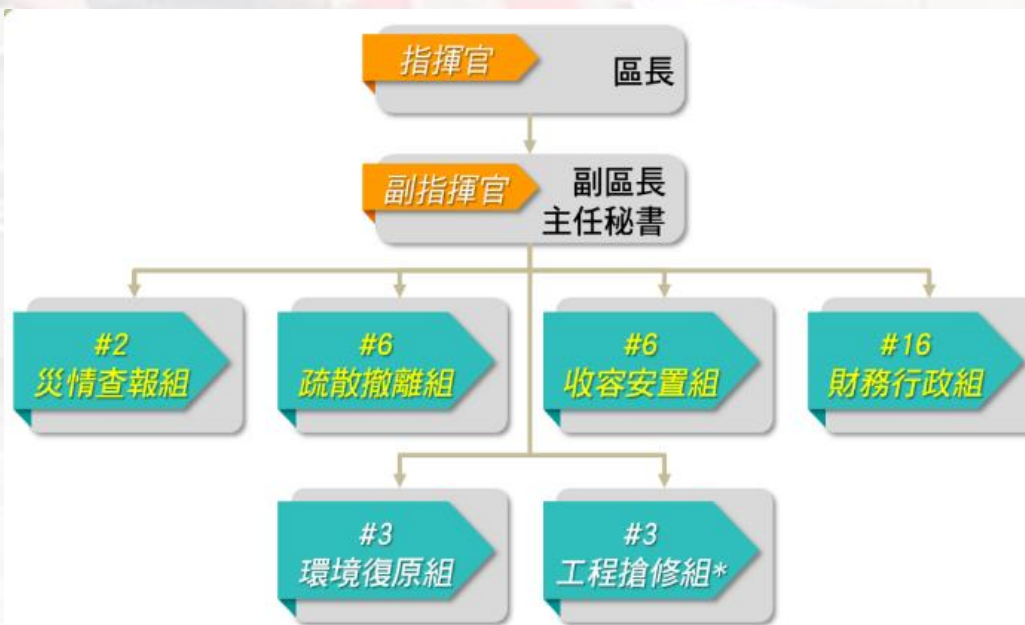 指揮官
區長
副指揮官
副區長
主任秘書
#2
災情查報組
#6
疏散撤離組
#6
收容安置組
#16
財務行政組
#3
環境復原組
#3
工程搶修組*